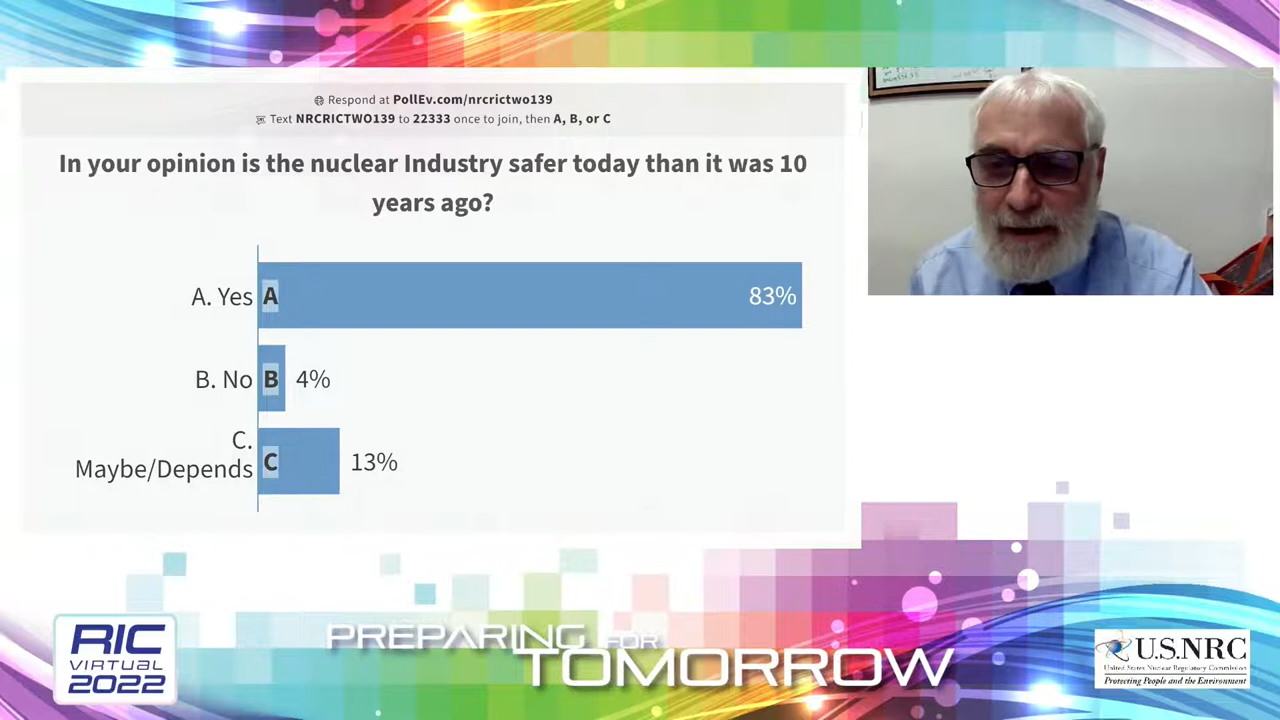 Respond at PollEv.com/nrcrictwo139
Text NRCRICTWO139 to 22333 once to join, then A, B, or C
In your opinion is the nuclear Industry safer today than it was 10
years ago?
A. Yes A 83%
B. No B 4%
C.
Maybe/Depends C 13%
RIC
VIRTUAL
2022
PREPARING FOR
TOMORROW
U.S.NRC
United States Nuclear Regulatory Commission
Protecting People and the Environment